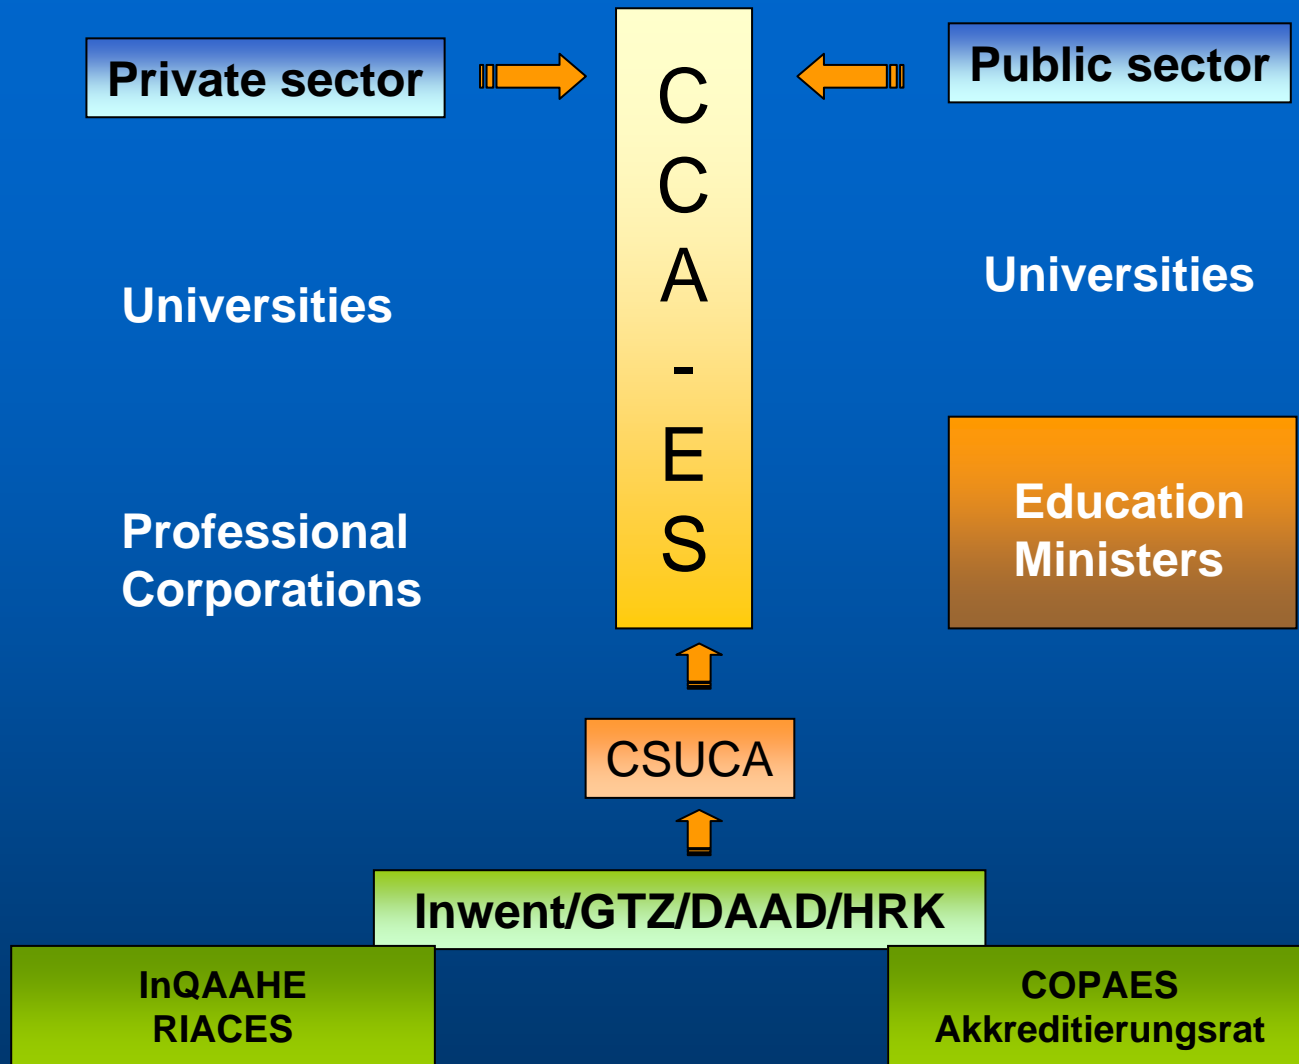 Private sector
Public sector
C
C
A
-
E
S
Universities
Universities
Professional
Corporations
Education
Ministers
CSUCA
Inwent/GTZ/DAAD/HRK
InQAAHE
RIACES
COPAES
Akkreditierungsrat